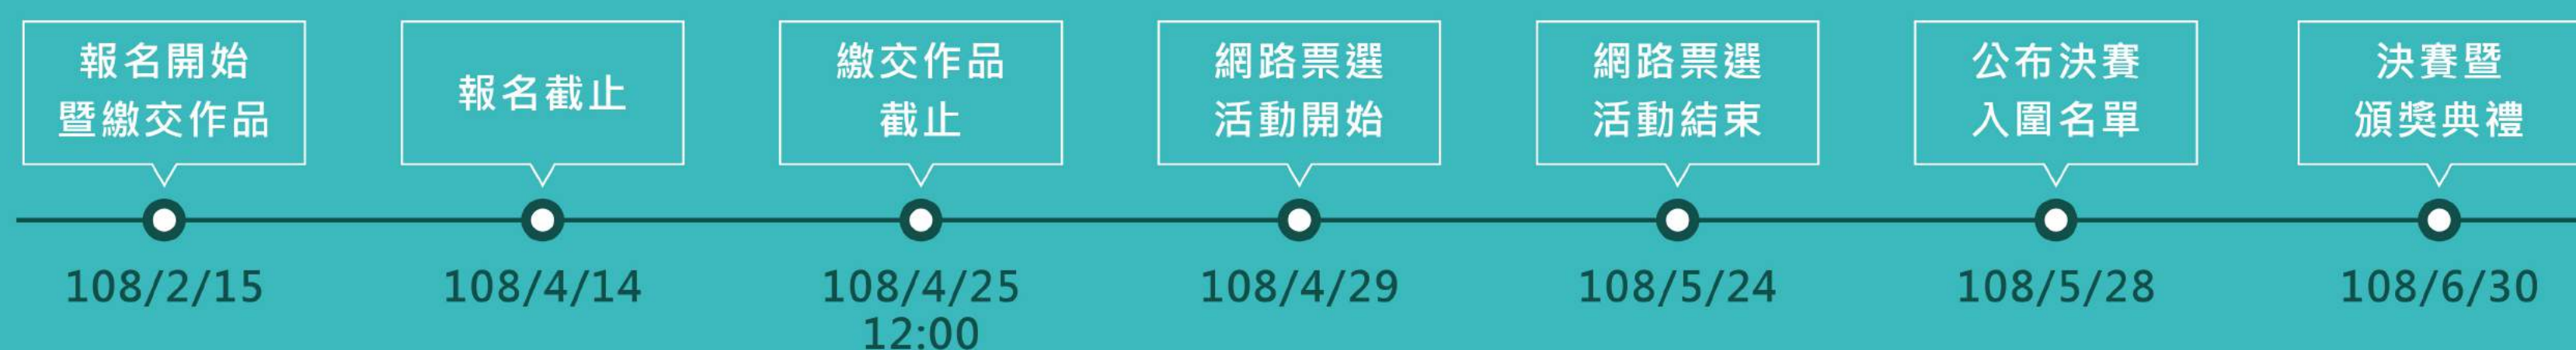 報名開始
暨繳交作品
108/2/15
報名截止
108/4/14
繳交作品
截止
108/4/25
12:00
網路票選
活動開始
108/4/29
網路票選
活動結束
108/5/24
公布決賽
入圍名單
108/5/28
決賽暨
頒獎典禮
108/6/30